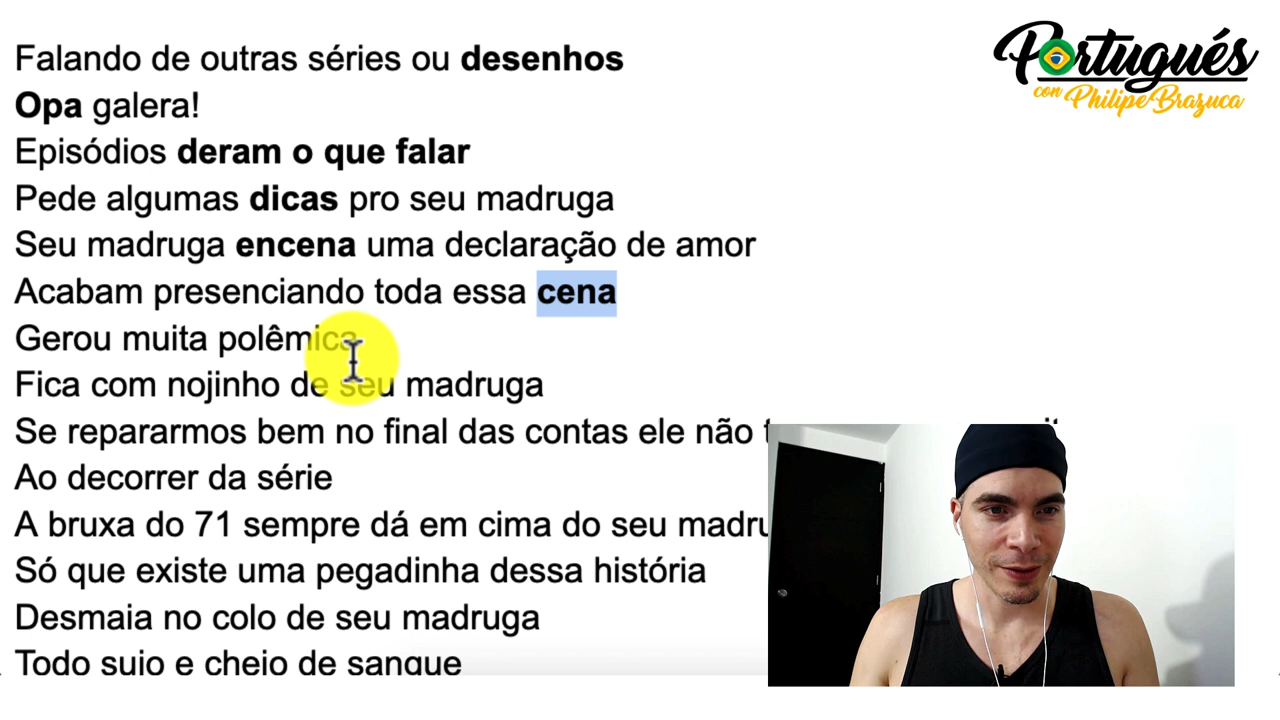 Portugués
con PhilipeBrazuca
Falando de outras séries ou desenhos
Opa galera!
Episódios deram o que falar
Pede algumas dicas pro seu madruga
Seu madruga encena uma declaração de amor
Acabam presenciando toda essa cena
Gerou muita polêmica
Fica com nojinho de seu madruga
Se repararmos bem no final das contas ele não
Ao decorrer da série
A bruxa do 71 sempre dá em cima do seu
Só que existe uma pegadinha dessa história
Desmaia no colo de seu madruga
Todo sujo e cheio de sangue